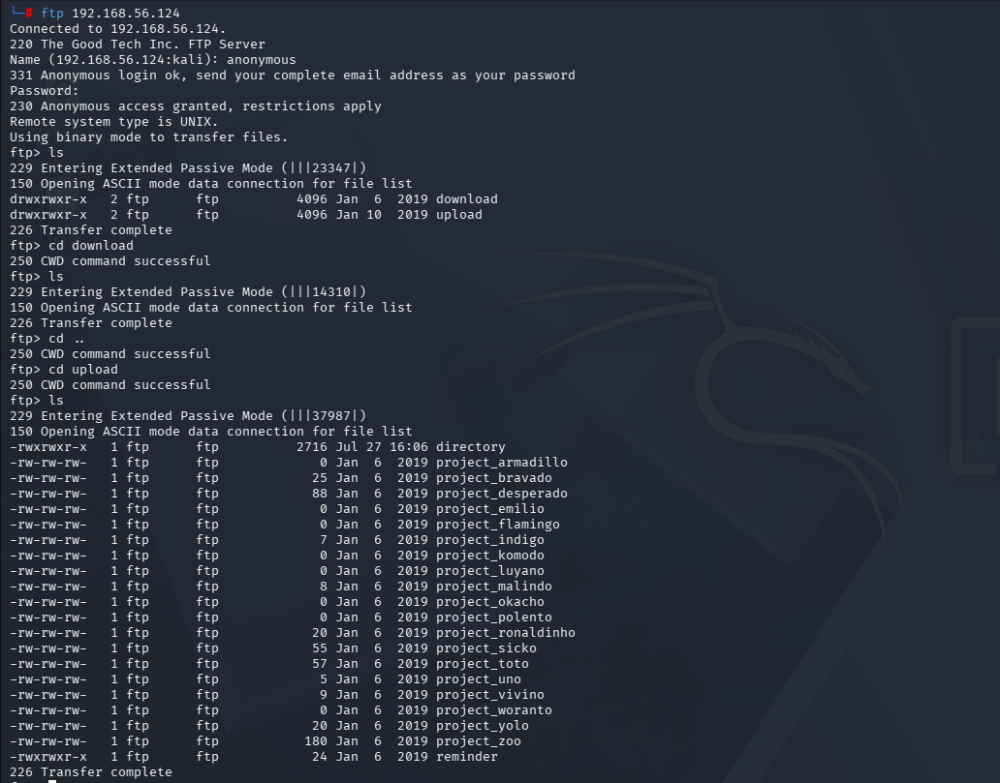 └─# ftp 192.168.56.124
Connected to 192.168.56.124.
220 The Good Tech Inc. FTP Server
Name (192.168.56.124:kali): anonymous
331 Anonymous login ok, send your complete email address as your password
Password:
230 Anonymous access granted, restrictions apply
Remote system type is UNIX.
Using binary mode to transfer files.
ftp> ls
229 Entering Extended Passive Mode (|||23347|)
150 Opening ASCII mode data connection for file list
drwxrwxr-x   2 ftp      ftp          4096 Jan  6  2019 download
drwxrwxr-x   2 ftp      ftp          4096 Jan 10  2019 upload
226 Transfer complete
ftp> cd download
250 CWD command successful
ftp> ls
229 Entering Extended Passive Mode (|||14310|)
150 Opening ASCII mode data connection for file list
226 Transfer complete
ftp> cd ..
250 CWD command successful
ftp> cd upload
250 CWD command successful
ftp> ls
229 Entering Extended Passive Mode (|||37987|)
150 Opening ASCII mode data connection for file list
-rwxrwxr-x   1 ftp      ftp          2716 Jul 27 16:06 directory
-rw-rw-rw-   1 ftp      ftp             0 Jan  6  2019 project_armadillo
-rw-rw-rw-   1 ftp      ftp            25 Jan  6  2019 project_bravado
-rw-rw-rw-   1 ftp      ftp            88 Jan  6  2019 project_desperado
-rw-rw-rw-   1 ftp      ftp             0 Jan  6  2019 project_emilio
-rw-rw-rw-   1 ftp      ftp             0 Jan  6  2019 project_flamingo
-rw-rw-rw-   1 ftp      ftp             7 Jan  6  2019 project_indigo
-rw-rw-rw-   1 ftp      ftp             0 Jan  6  2019 project_komodo
-rw-rw-rw-   1 ftp      ftp             0 Jan  6  2019 project_luyano
-rw-rw-rw-   1 ftp      ftp             8 Jan  6  2019 project_malindo
-rw-rw-rw-   1 ftp      ftp             0 Jan  6  2019 project_okacho
-rw-rw-rw-   1 ftp      ftp             0 Jan  6  2019 project_polento
-rw-rw-rw-   1 ftp      ftp            20 Jan  6  2019 project_ronaldinho
-rw-rw-rw-   1 ftp      ftp            55 Jan  6  2019 project_sicko
-rw-rw-rw-   1 ftp      ftp            57 Jan  6  2019 project_toto
-rw-rw-rw-   1 ftp      ftp             5 Jan  6  2019 project_uno
-rw-rw-rw-   1 ftp      ftp             9 Jan  6  2019 project_vivino
-rw-rw-rw-   1 ftp      ftp             0 Jan  6  2019 project_woranto
-rw-rw-rw-   1 ftp      ftp            20 Jan  6  2019 project_yolo
-rw-rw-rw-   1 ftp      ftp           180 Jan  6  2019 project_zoo
-rwxrwxr-x   1 ftp      ftp            24 Jan  6  2019 reminder
226 Transfer complete